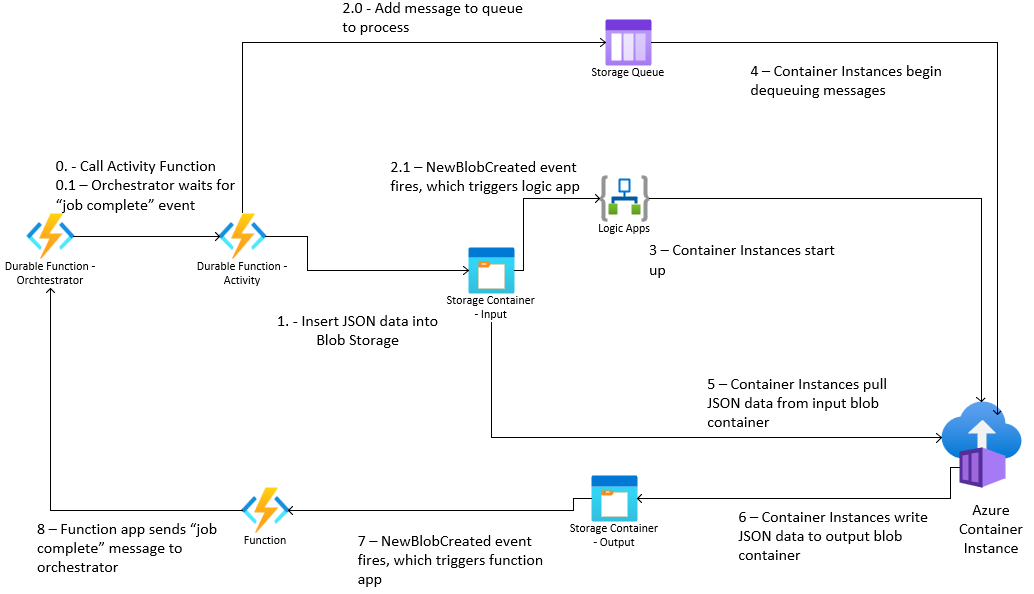 2.0 - Add message to queue
to process
Storage Queue
4 – Container Instances begin
dequeuing messages
0. - Call Activity Function
0.1 – Orchestrator waits for
“job complete” event
2.1 – NewBlobCreated event
fires, which triggers logic app
Logic Apps
Durable Function -
Orchtestrator
Durable Function -
Activity
3 – Container Instances start
up
Storage Container
- Input
1. - Insert JSON data into
Blob Storage
5 – Container Instances pull
JSON data from input blob
container
Azure
Container
Instance
6 – Container Instances write
JSON data to output blob
container
Storage Container
- Output
Function
7 – NewBlobCreated event
fires, which triggers function
app
8 – Function app sends “job
complete” message to
orchestrator